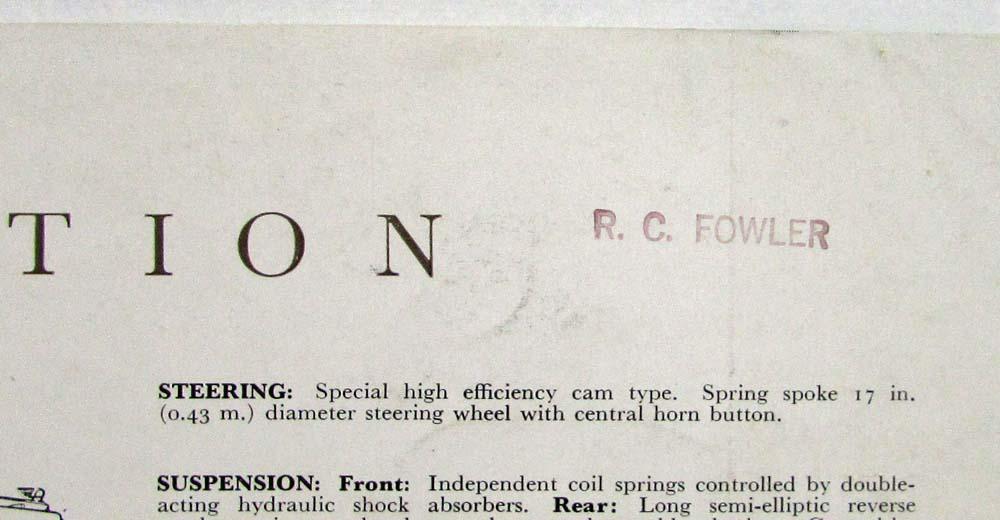 T I O N
R. C. FOWLER
STEERING: Special high efficiency cam type. Spring spoke 17 in.
(0.43 m.) diameter steering wheel with central horn button.
SUSPENSION: Front: Independent coil springs controlled by double-
acting hydraulic shock absorbers. Rear: Long semi-elliptic reverse